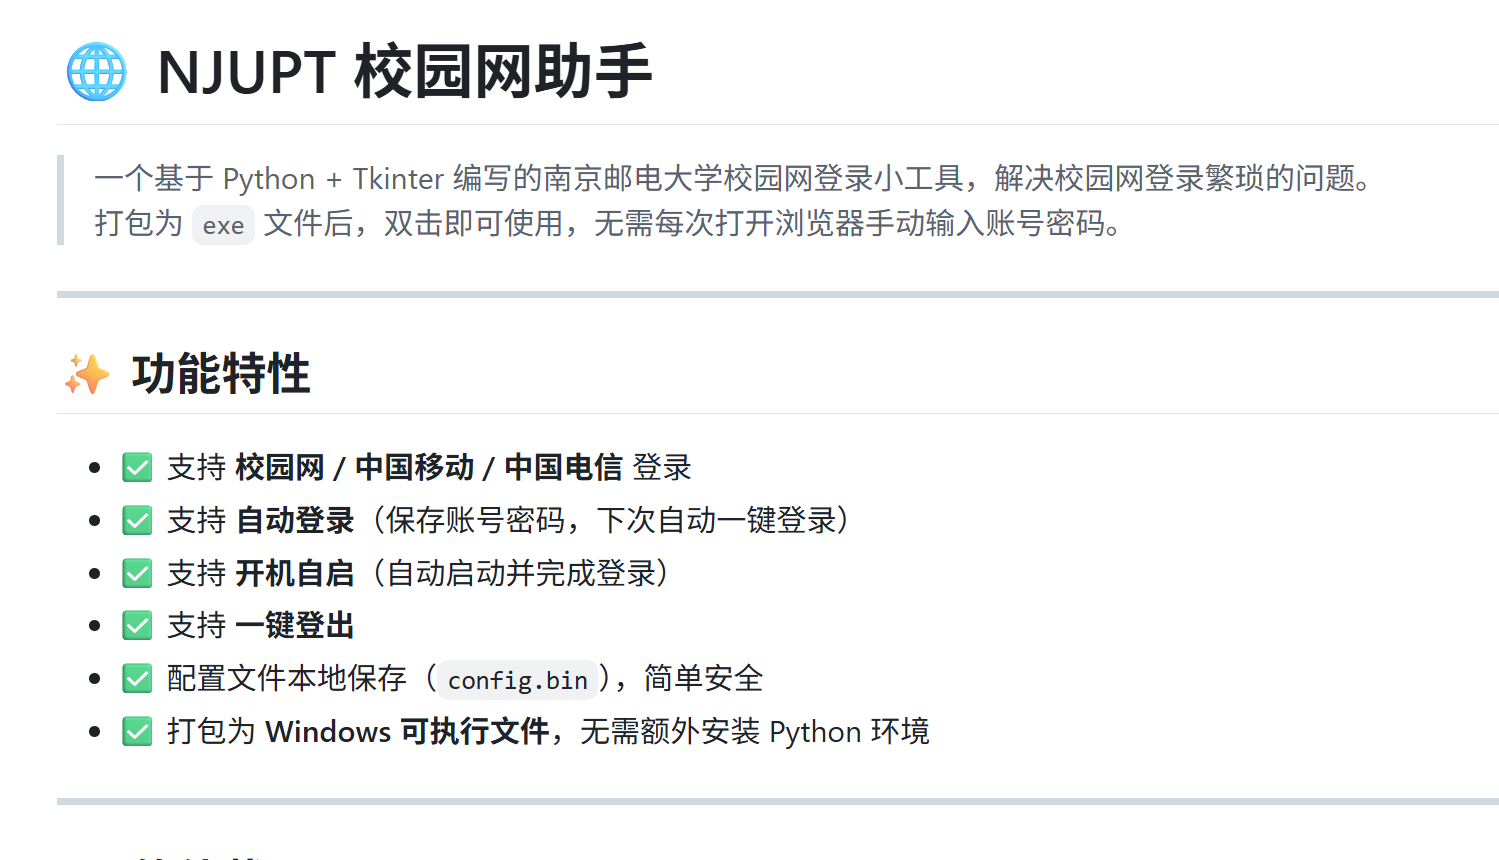 🌐 NJUPT 校园网助手
一个基于 Python + Tkinter 编写的南京邮电大学校园网登录小工具，解决校园网登录繁琐的问题。
打包为 exe 文件后，双击即可使用，无需每次打开浏览器手动输入账号密码。
✨ 功能特性
• ✅ 支持 校园网 / 中国移动 / 中国电信 登录
• ✅ 支持 自动登录（保存账号密码，下次自动一键登录）
• ✅ 支持 开机自启（自动启动并完成登录）
• ✅ 支持 一键登出
• ✅ 配置文件本地保存（config.bin），简单安全
• ✅ 打包为 Windows 可执行文件，无需额外安装 Python 环境